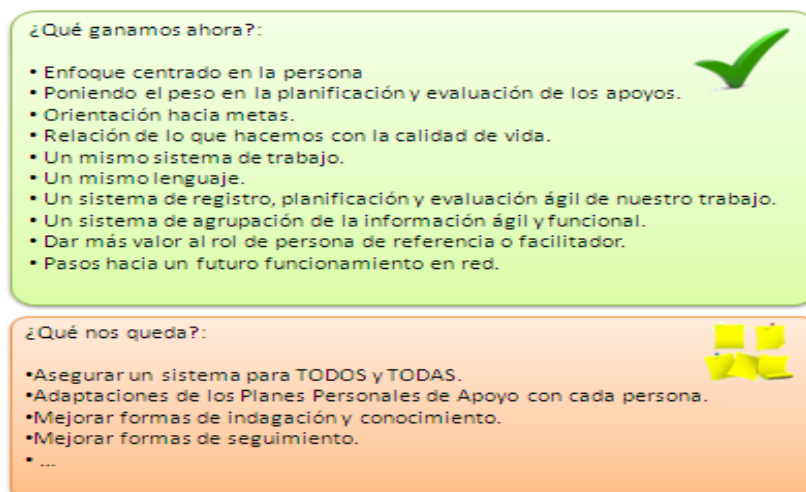 ¿Qué ganamos ahora?:
• Enfoque centrado en la persona
• Poniendo el peso en la planificación y evaluación de los apoyos.
• Orientación hacia metas.
• Relación de lo que hacemos con la calidad de vida.
• Un mismo sistema de trabajo.
• Un mismo lenguaje.
• Un sistema de registro, planificación y evaluación ágil de nuestro trabajo.
• Un sistema de agrupación de la información ágil y funcional.
• Dar más valor al rol de persona de referencia o facilitador.
• Pasos hacia un futuro funcionamiento en red.
¿Qué nos queda?:
•Asegurar un sistema para TODOS y TODAS.
•Adaptaciones de los Planes Personales de Apoyo con cada persona.
•Mejorar formas de indagación y conocimiento.
•Mejorar formas de seguimiento.
• ...